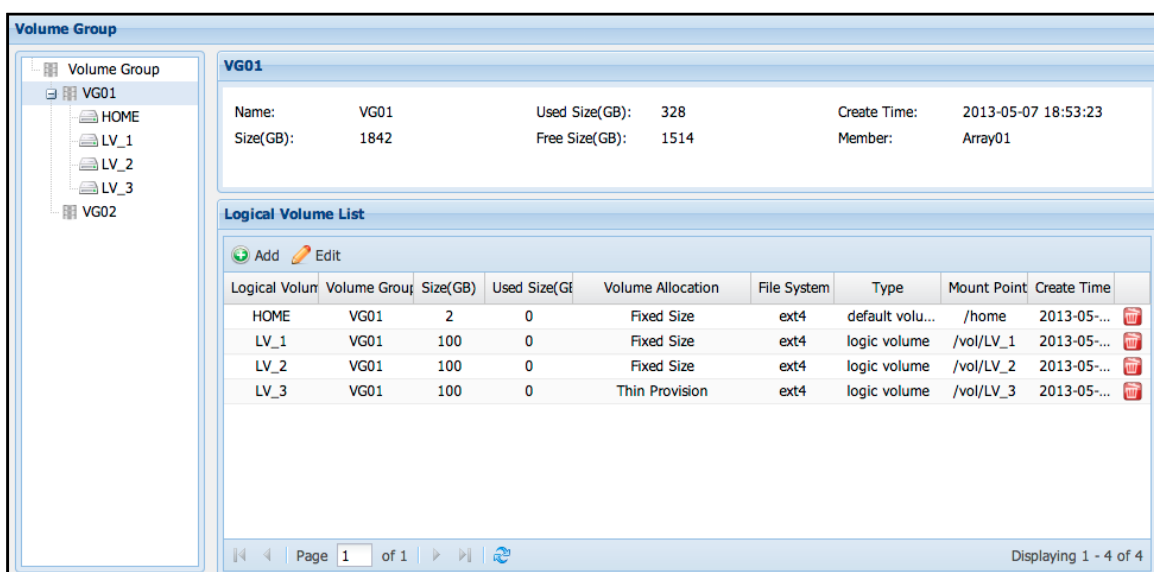 Volume Group
Volume Group
VG01
HOME
LV_1
LV_2
LV_3
VG02
VG01
Name: VG01 Used Size(GB): 328 Create Time: 2013-05-07 18:53:23
Size(GB): 1842 Free Size(GB): 1514 Member: Array01
Logical Volume List
Add Edit
Logical Volum Volume Group Size(GB) Used Size(GB Volume Allocation File System Type Mount Point Create Time
HOME VG01 2 0 Fixed Size ext4 default volu... /home 2013-05-...
LV_1 VG01 100 0 Fixed Size ext4 logic volume /vol/LV_1 2013-05-...
LV_2 VG01 100 0 Fixed Size ext4 logic volume /vol/LV_2 2013-05-...
LV_3 VG01 100 0 Thin Provision ext4 logic volume /vol/LV_3 2013-05-...
Page 1 of 1 Displaying 1 - 4 of 4